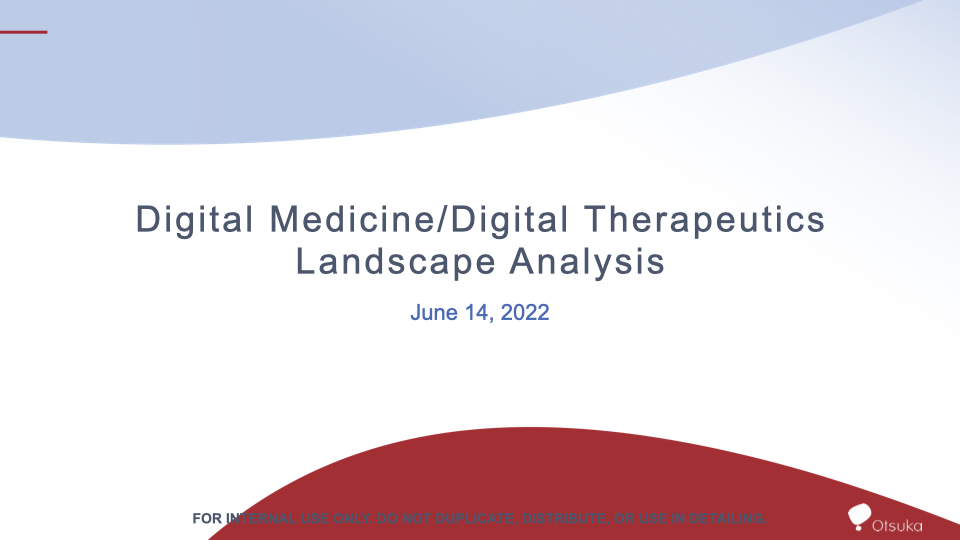 Digital Medicine/Digital Therapeutics
Landscape Analysis
June 14, 2022
FOR INTERNAL USE ONLY. DO NOT DUPLICATE, DISTRIBUTE, OR USE IN DETAILING.
Otsuka